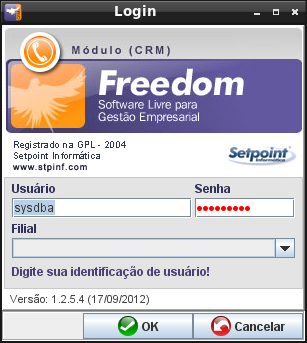 Login
Módulo (CRM)
Freedom
Software Livre para
Gestão Empresarial
Registrado na GPL - 2004
Setpoint Informática
www.stpinf.com
Setpoint
Informática
Usuário
Senha
sysdba
Filial
Digite sua identificação de usuário!
Versão: 1.2.5.4 (17/09/2012)
OK
Cancelar